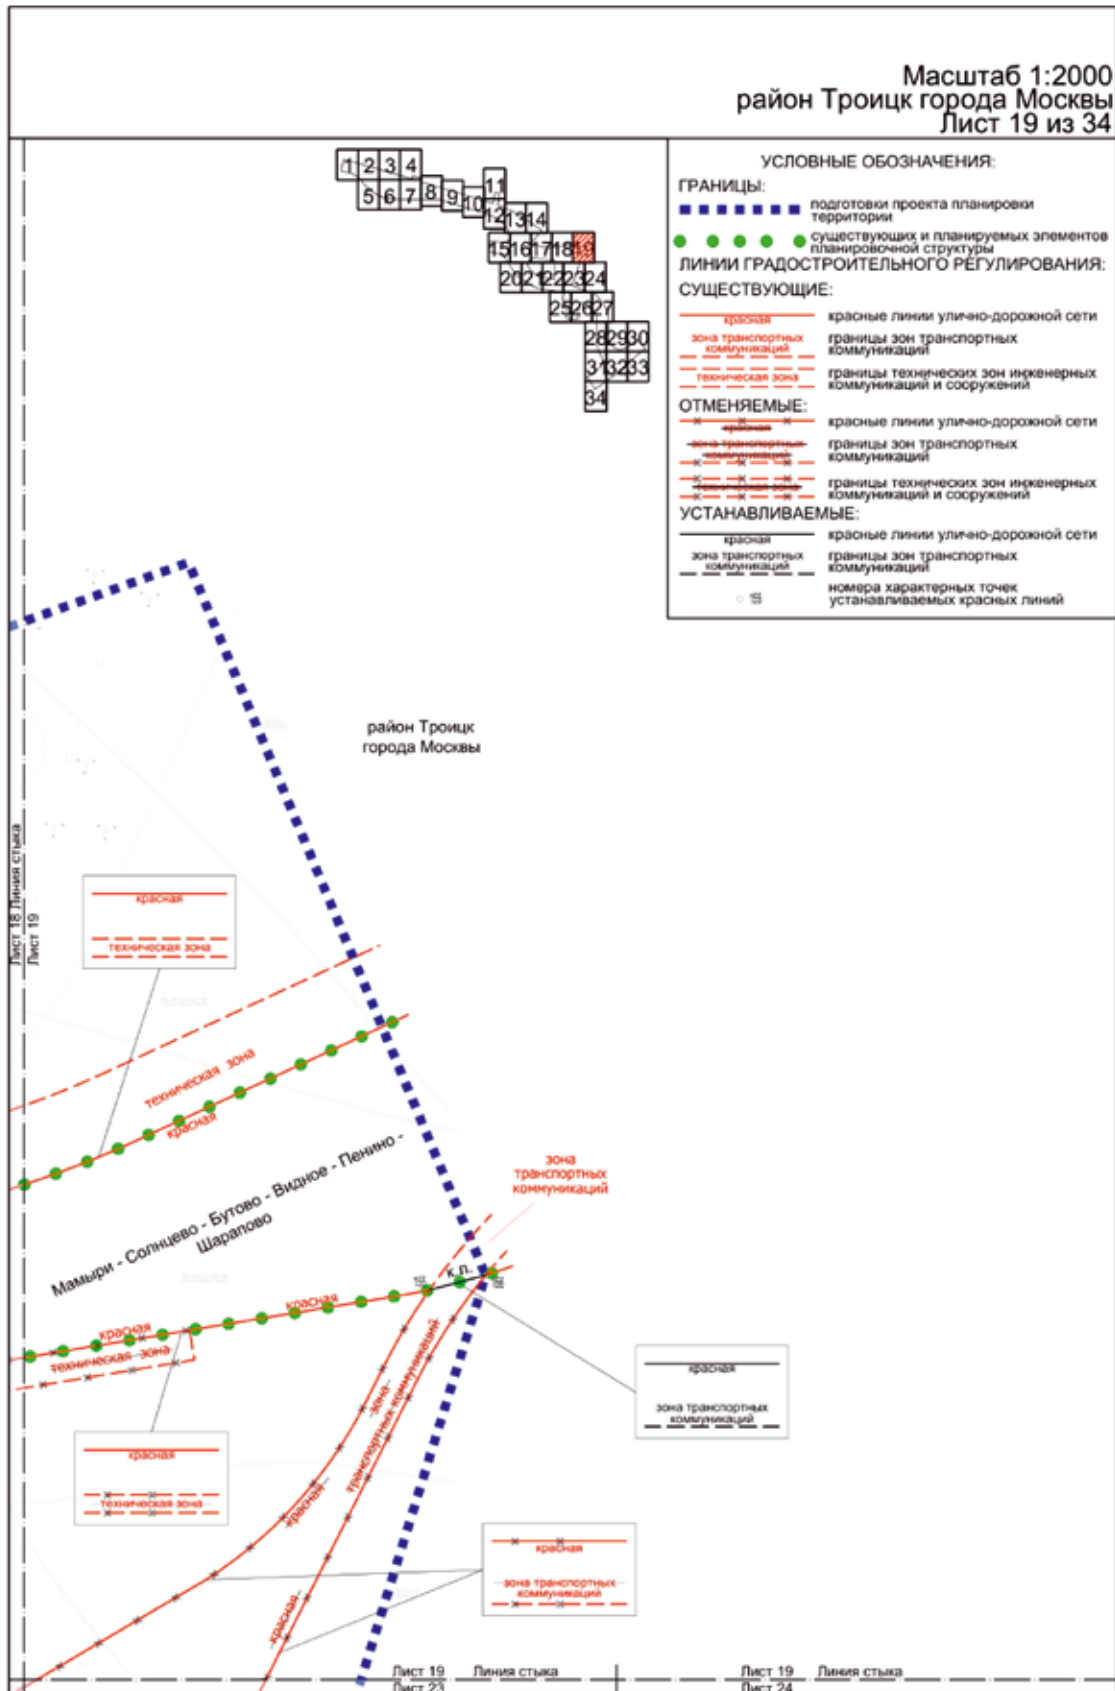 Масштаб 1:2000
район Троицк города Москвы
Лист 19 из 34
1 2 3 4
5 6 7 8 9 10 11
12 13 14
15 16 17 18 19
20 21 22 23 24
25 26 27
28 29 30
31 32 33
34
УСЛОВНЫЕ ОБОЗНАЧЕНИЯ:
ГРАНИЦЫ:
подготовки проекта планировки
территории
существующих и планируемых элементов
планировочной структуры
ЛИНИИ ГРАДОСТРОИТЕЛЬНОГО РЕГУЛИРОВАНИЯ:
СУЩЕСТВУЮЩИЕ:
красная
красные линии улично-дорожной сети
зона транспортных
коммуникаций
границы зон транспортных
коммуникаций
техническая зона
границы технических зон инженерных
коммуникаций и сооружений
ОТМЕНЯЕМЫЕ:
красная
красные линии улично-дорожной сети
зона транспортных
коммуникаций
границы зон транспортных
коммуникаций
техническая зона
границы технических зон инженерных
коммуникаций и сооружений
УСТАНАВЛИВАЕМЫЕ:
красная
красные линии улично-дорожной сети
зона транспортных
коммуникаций
границы зон транспортных
коммуникаций
номера характерных точек
устанавливаемых красных линий
район Троицк
города Москвы
Лист 18 Линия стыка
Лист 19
красная
техническая зона
техническая зона
красная
Мамыри - Солнцево - Бутово - Видное - Пенино -
Шарапово
зона
транспортных
коммуникаций
к.л.
красная
красная
техническая зона
зона
транспортных коммуникаций
красная
красная
красная
зона транспортных
коммуникаций
красная
техническая зона
красная
зона транспортных
коммуникаций
Лист 19 Линия стыка
Лист 23
Лист 19 Линия стыка
Лист 24